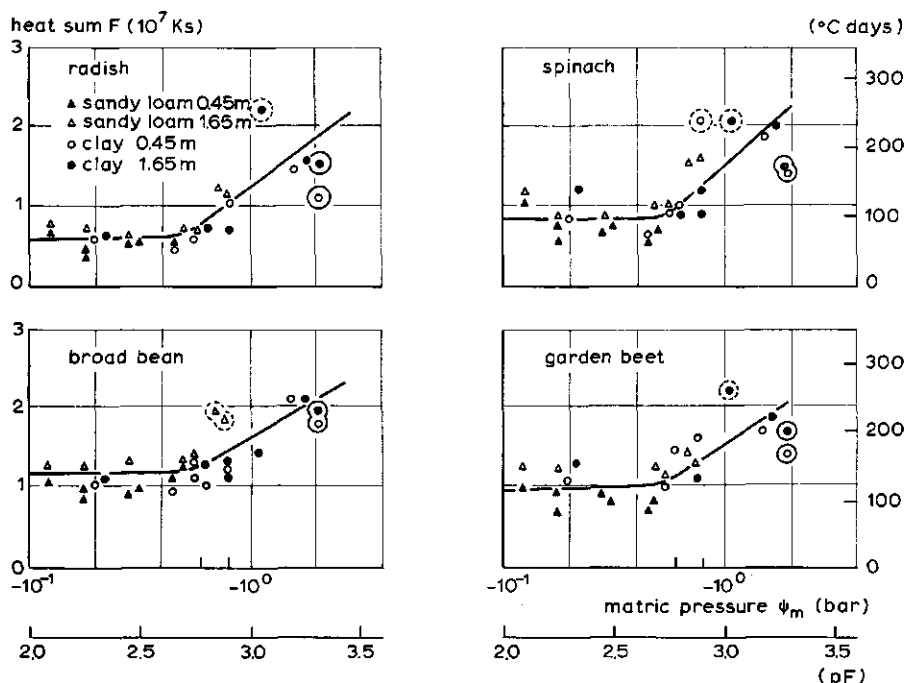 heat sum F (10⁷ Ks)
(°C days)
3
2
1
0
radish
▲ sandy loam 0.45m
△ sandy loam 1.65m
○ clay 0.45m
● clay 1.65m
spinach
300
200
100
0
3
2
1
0
broad bean
garden beet
300
200
100
0
-10⁻¹
-10⁰
-10⁻¹
-10⁰
matric pressure ψm (bar)
2.0
2.5
3.0
3.5
2.0
2.5
3.0
3.5
(pF)